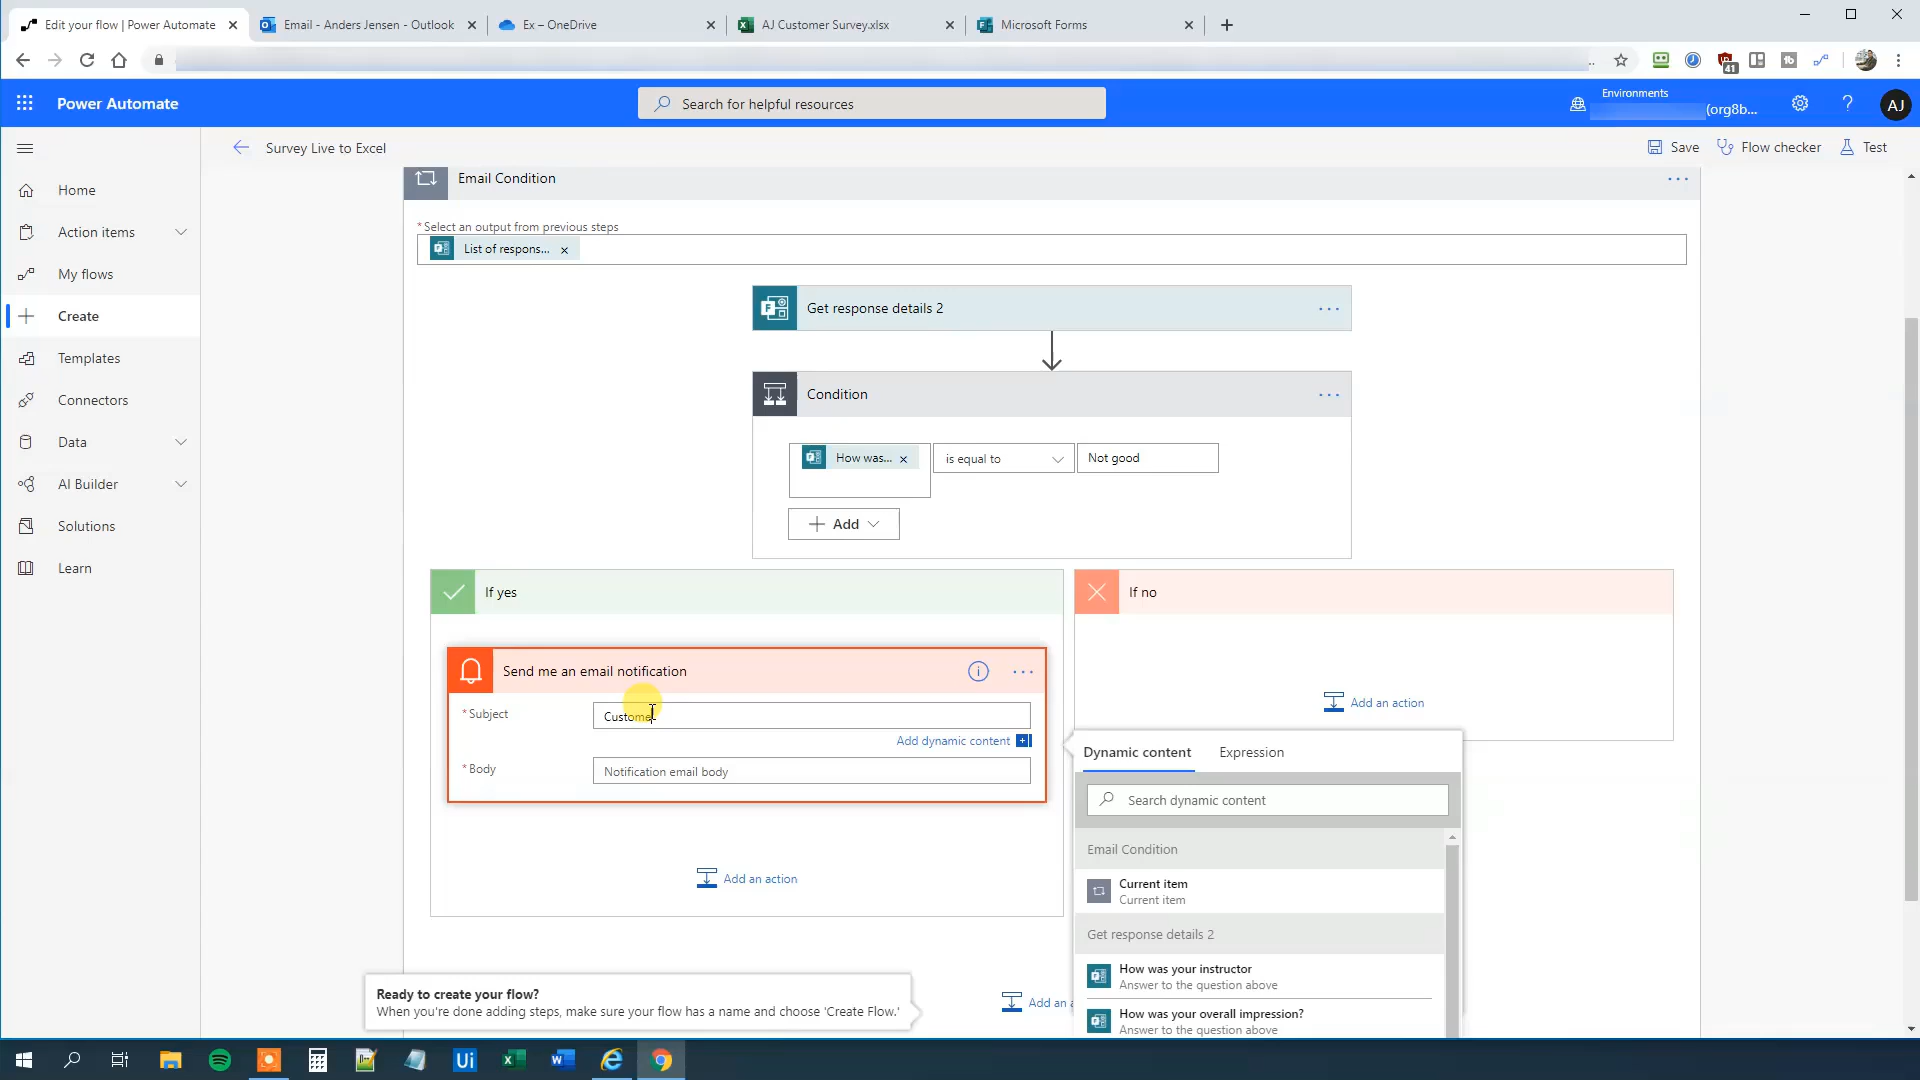 Edit your flow | Power Automate
Email - Anders Jensen - Outlook
Ex – OneDrive
AJ Customer Survey.xlsx
Microsoft Forms
41
Power Automate
Search for helpful resources
Environments
(org8b...
AJ
Survey Live to Excel
Save
Flow checker
Test
Home
Action items
My flows
Create
Templates
Connectors
Data
AI Builder
Solutions
Learn
Email Condition
* Select an output from previous steps
List of respons...
Get response details 2
Condition
How was...
is equal to
Not good
Add
If yes
If no
Send me an email notification
* Subject
Customer
Add dynamic content
* Body
Notification email body
Add an action
Add an action
Dynamic content
Expression
Search dynamic content
Email Condition
Current item
Current item
Get response details 2
How was your instructor
Answer to the question above
How was your overall impression?
Answer to the question above
Ready to create your flow?
When you're done adding steps, make sure your flow has a name and choose 'Create Flow.'
Add an a
Ui